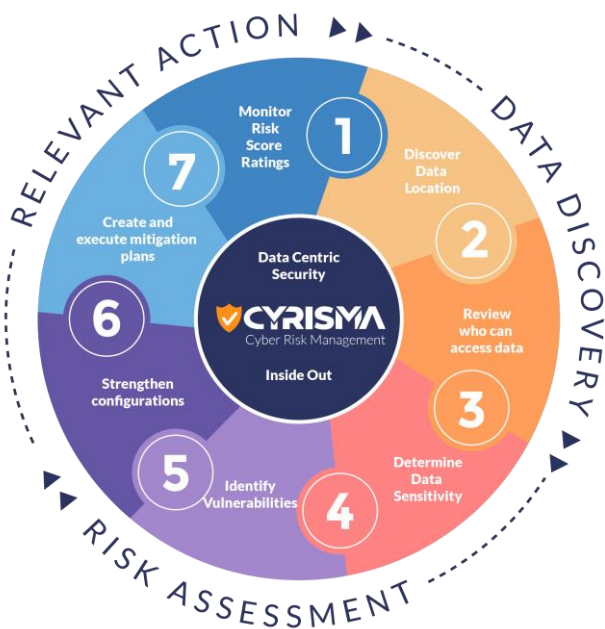 RELEVANT ACTION
DATA DISCOVERY
RISK ASSESSMENT
1
Monitor
Risk
Score
Ratings
2
Discover
Data
Location
3
Review
who can
access data
4
Determine
Data
Sensitivity
5
Identify
Vulnerabilities
6
Strengthen
configurations
7
Create and
execute mitigation
plans
Data Centric
Security
CYRISMA
Cyber Risk Management
Inside Out